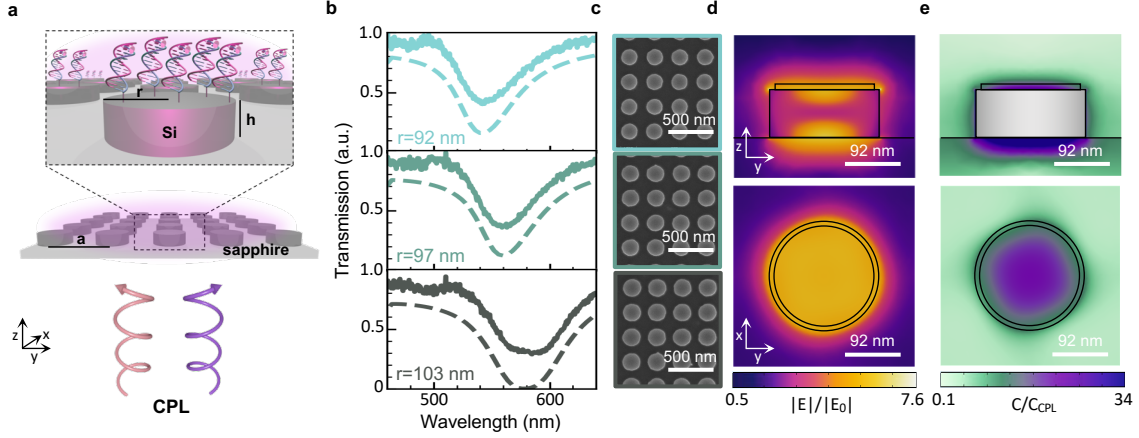 a
r
Si
h
a
sapphire
z
x
y
CPL
b
Transmission (a.u.)
1.0
0.5
r=92 nm
1.0
0.5
r=97 nm
1.0
0.5
0
r=103 nm
500
600
Wavelength (nm)
c
500 nm
500 nm
500 nm
d
z
y
92 nm
x
y
92 nm
0.5
|E|/|E₀|
7.6
e
92 nm
92 nm
0.1
C/C_CPL
34